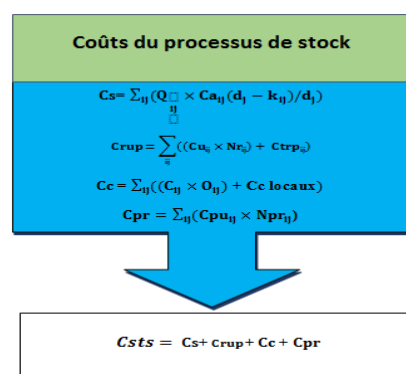 Coûts du processus de stock
Cs= ∑ᵢⱼ(Q□ᵢⱼ□ × Caᵢⱼ(dⱼ − kᵢⱼ)/dⱼ)
Crup= ∑ᵢⱼ((Cuᵢⱼ × Nrᵢⱼ) + Ctrpᵢⱼ)
Cc = ∑ᵢⱼ((Cᵢⱼ × Oᵢⱼ) + Cc locaux)
Cpr = ∑ᵢⱼ(Cpuᵢⱼ × Nprᵢⱼ)
Csts = Cs+ Crup+ Cc + Cpr